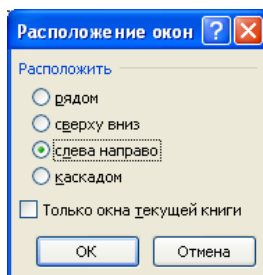 Расположение окон
Расположить
рядом
сверху вниз
слева направо
каскадом
Только окна текущей книги
ОК
Отмена